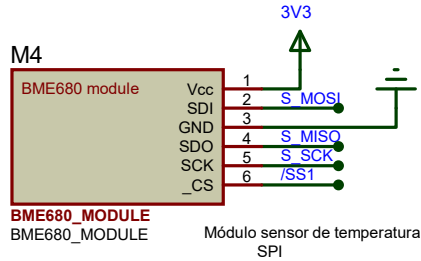 3V3
M4
BME680 module
Vcc 1
SDI 2 S_MOSI
GND 3
SDO 4 S_MISO
SCK 5 S_SCK
_CS 6 /SS1
BME680_MODULE
BME680_MODULE
Módulo sensor de temperatura
SPI